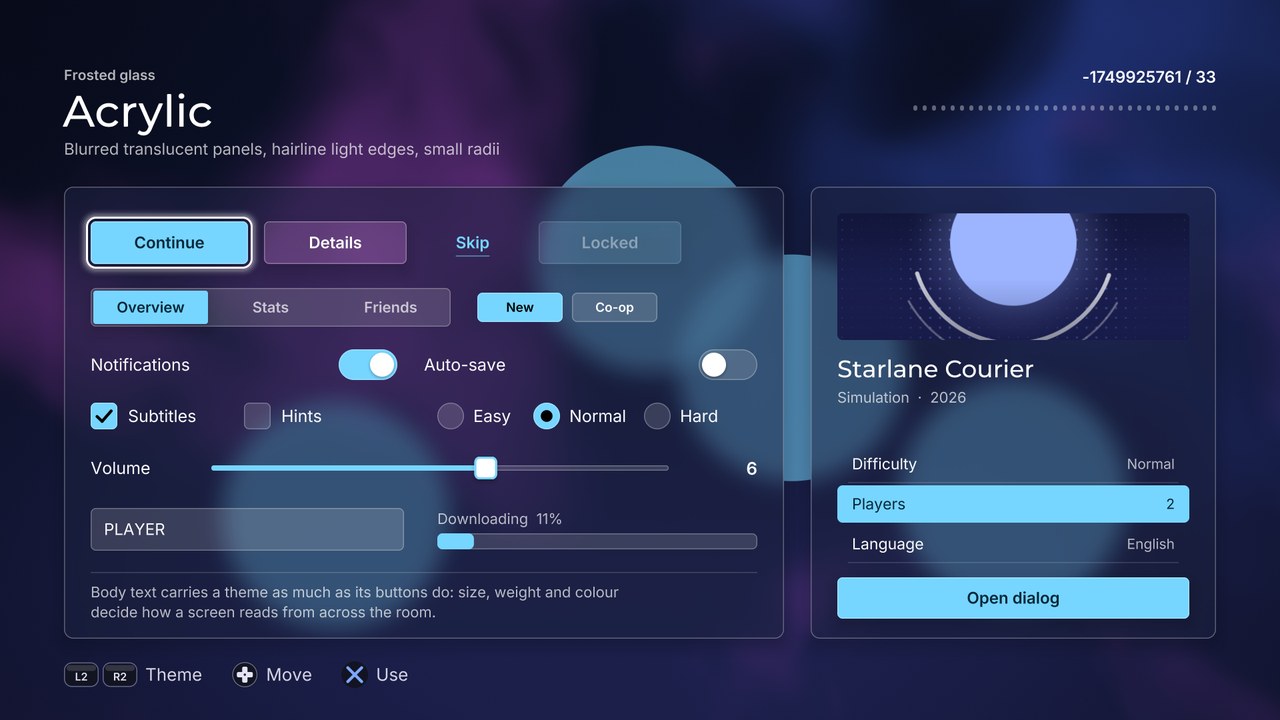 Frosted glass
Acrylic
Blurred translucent panels, hairline light edges, small radii
-1749925761 / 33
Continue
Details
Skip
Locked
Overview
Stats
Friends
New
Co-op
Notifications
Auto-save
Subtitles
Hints
Easy
Normal
Hard
Volume
6
PLAYER
Downloading 11%
Body text carries a theme as much as its buttons do: size, weight and colour
decide how a screen reads from across the room.
Starlane Courier
Simulation · 2026
Difficulty Normal
Players 2
Language English
Open dialog
L2 R2 Theme
Move
Use